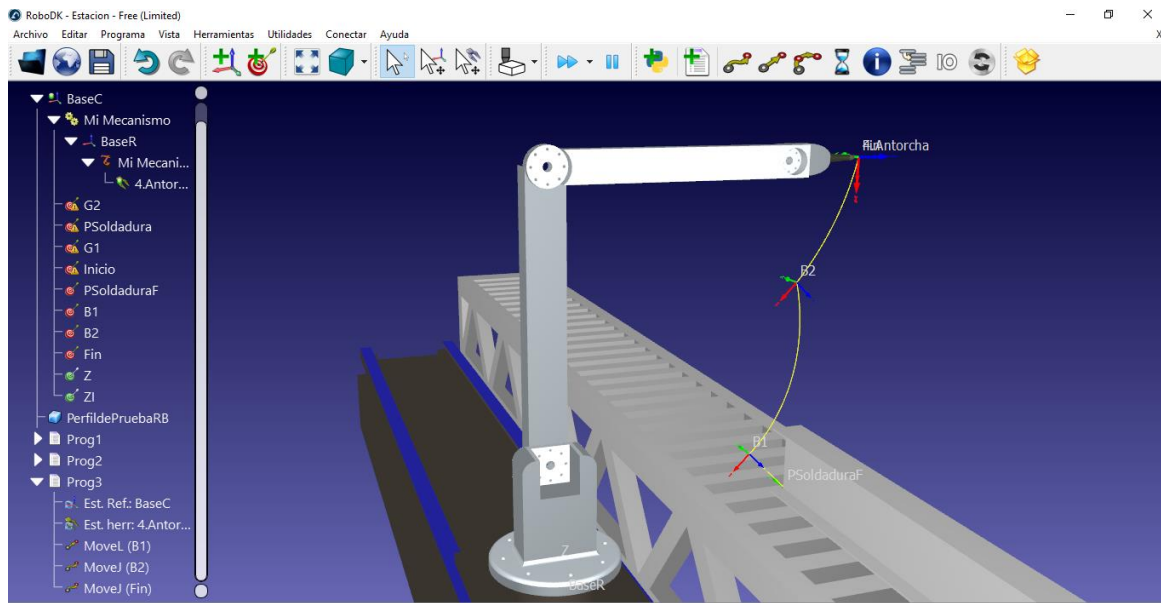 RoboDK - Estacion - Free (Limited)
Archivo Editar Programa Vista Herramientas Utilidades Conectar Ayuda
IO
BaseC
Mi Mecanismo
BaseR
Mi Mecani...
4.Antor...
G2
PSoldadura
G1
Inicio
PSoldaduraF
B1
B2
Fin
Z
ZI
PerfildePruebaRB
Prog1
Prog2
Prog3
Est. Ref.: BaseC
Est. herr: 4.Antor...
MoveL (B1)
MoveJ (B2)
MoveJ (Fin)
Antorcha
B2
B1
PSoldaduraF
Z
BaseR